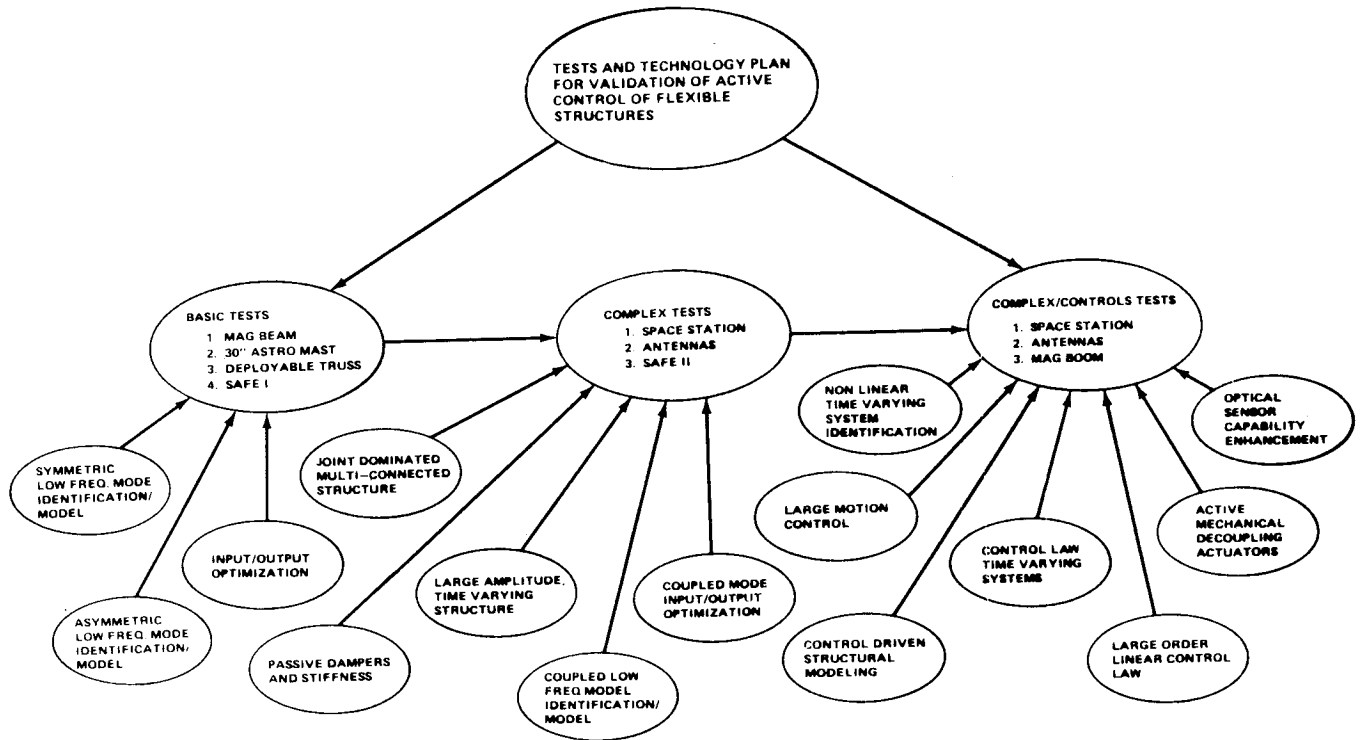 TESTS AND TECHNOLOGY PLAN
FOR VALIDATION OF ACTIVE
CONTROL OF FLEXIBLE
STRUCTURES
BASIC TESTS
1 MAG BEAM
2. 30" ASTRO MAST
3. DEPLOYABLE TRUSS
4. SAFE I
COMPLEX TESTS
1. SPACE STATION
2. ANTENNAS
3. SAFE II
COMPLEX/CONTROLS TESTS
1. SPACE STATION
2. ANTENNAS
3. MAG BOOM
SYMMETRIC
LOW FREQ. MODE
IDENTIFICATION/
MODEL
ASYMMETRIC
LOW FREQ. MODE
IDENTIFICATION/
MODEL
INPUT/OUTPUT
OPTIMIZATION
JOINT DOMINATED
MULTI-CONNECTED
STRUCTURE
PASSIVE DAMPERS
AND STIFFNESS
LARGE AMPLITUDE,
TIME VARYING
STRUCTURE
COUPLED LOW
FREQ MODEL
IDENTIFICATION/
MODEL
COUPLED MODE
INPUT/OUTPUT
OPTIMIZATION
NON LINEAR
TIME VARYING
SYSTEM
IDENTIFICATION
LARGE MOTION
CONTROL
CONTROL DRIVEN
STRUCTURAL
MODELING
CONTROL LAW
TIME VARYING
SYSTEMS
LARGE ORDER
LINEAR CONTROL
LAW
ACTIVE
MECHANICAL
DECOUPLING
ACTUATORS
OPTICAL
SENSOR
CAPABILITY
ENHANCEMENT